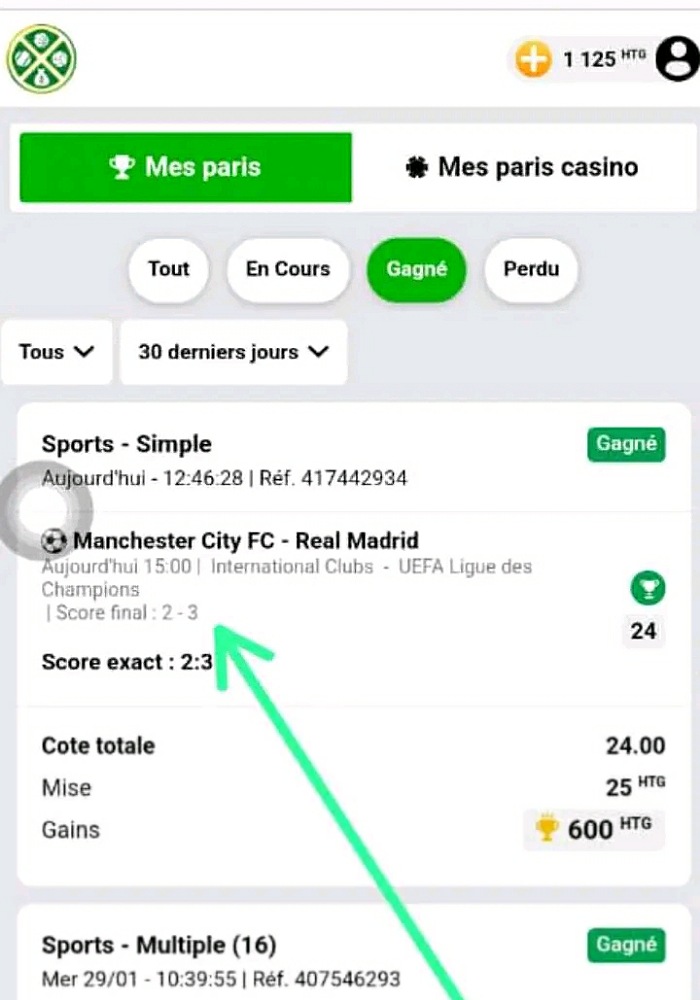 1 125 HTG
Mes paris
Mes paris casino
Tout
En Cours
Gagné
Perdu
Tous
30 derniers jours
Sports - Simple
Gagné
Aujourd'hui - 12:46:28 | Réf. 417442934
Manchester City FC - Real Madrid
Aujourd'hui 15:00 | International Clubs - UEFA Ligue des
Champions
| Score final : 2 - 3
24
Score exact : 2:3
Cote totale
24.00
Mise
25 HTG
Gains
600 HTG
Sports - Multiple (16)
Gagné
Mer 29/01 - 10:39:55 | Réf. 407546293